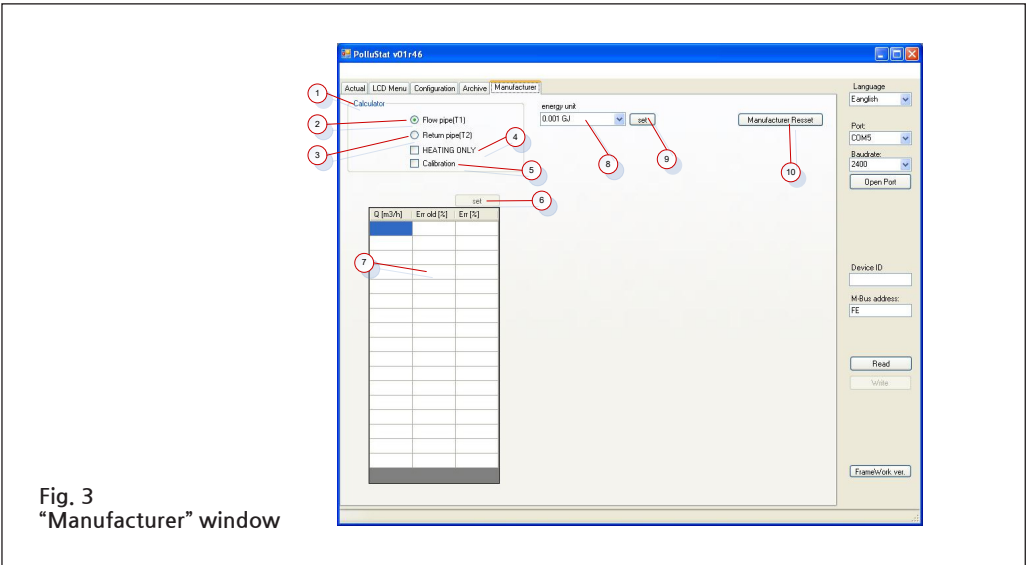 PolluStat v01r46
Actual LCD Menu Configuration Archive Manufacturer
Calculator
Flow pipe(T1)
Return pipe(T2)
HEATING ONLY
Calibration
energy unit
0.001 GJ set
Manufacturer Resset
set
Q [m3/h] Err old [%] Err [%]
1
2
3
4
5
6
7
8
9
10
Language
Eanglish
Port:
COM5
Baudrate:
2400
Open Port
Device ID
M-Bus address:
FE
Read
Write
FrameWork ver.
Fig. 3
“Manufacturer” window